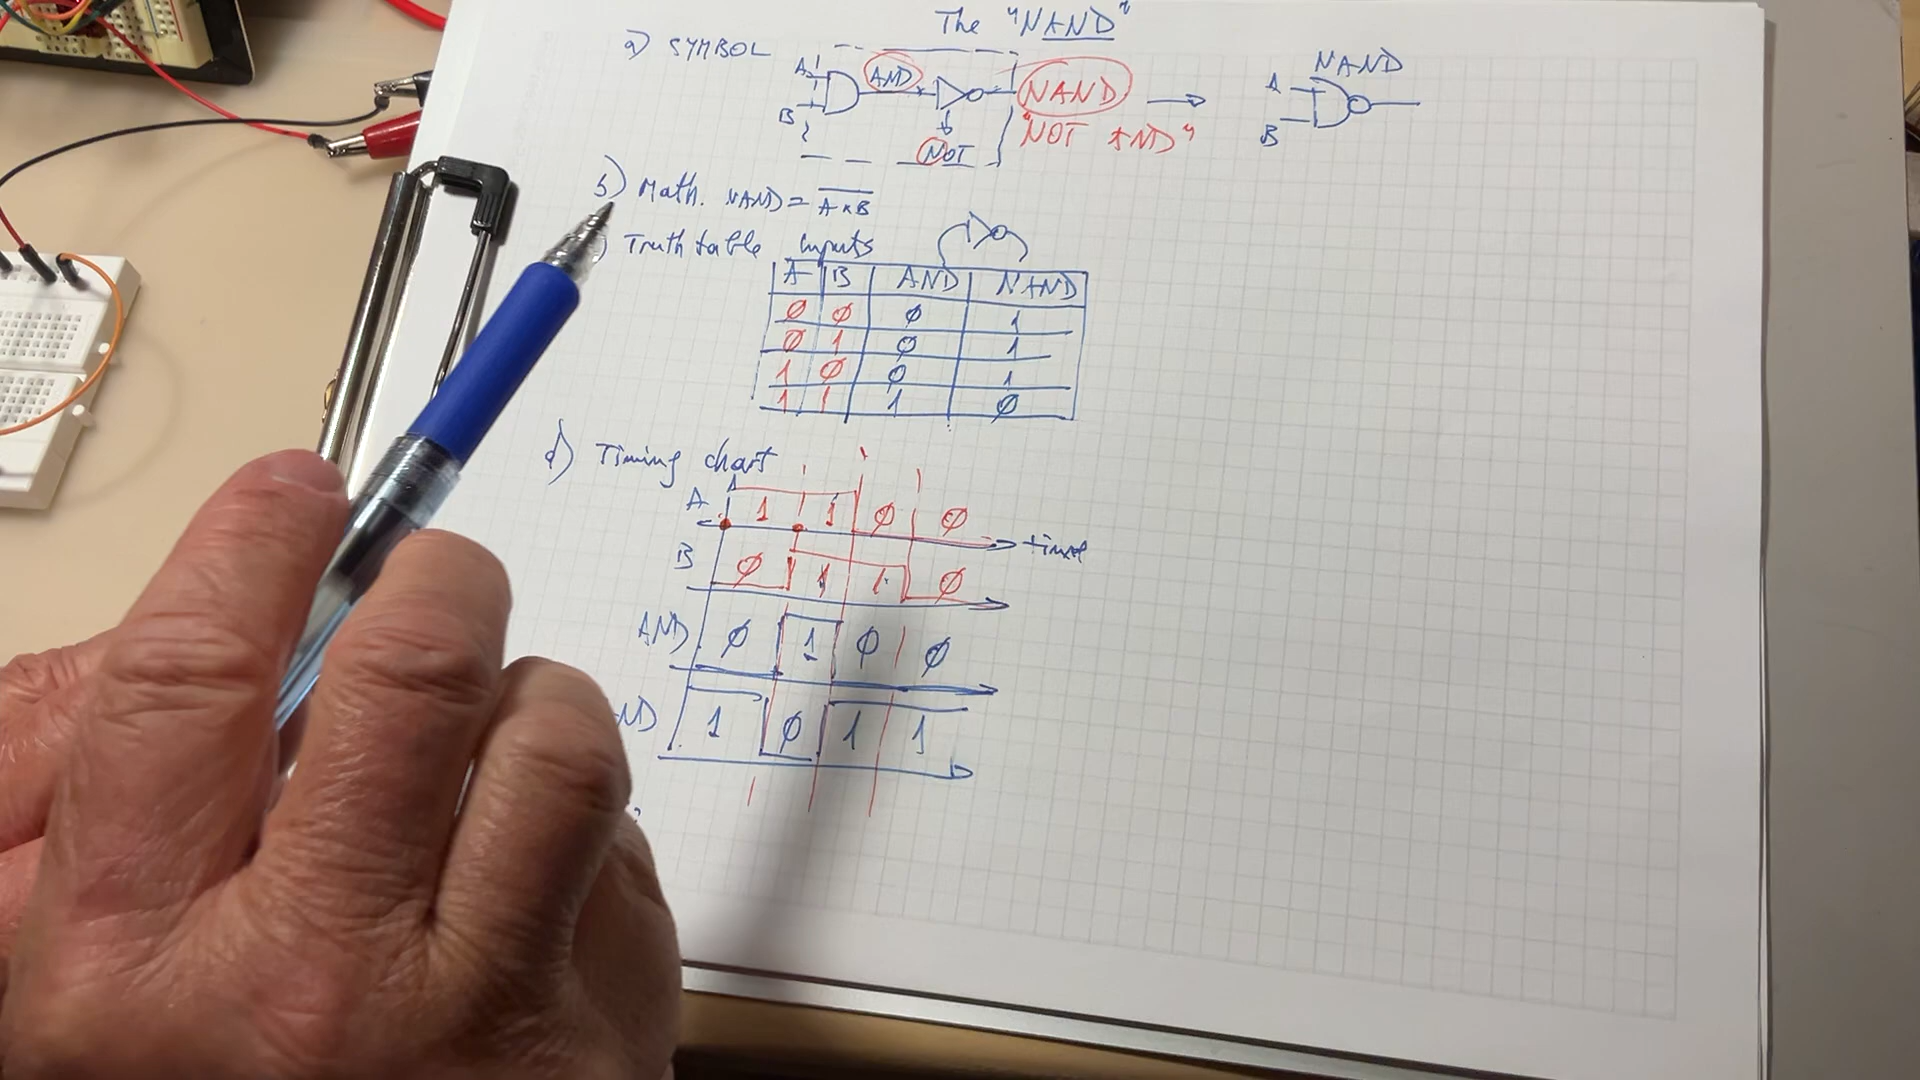 The "NAND"
a) SYMBOL
A AND NAND → NAND
B NOT "NOT AND" A
B
b) Math. NAND = A×B
) Truth table Inputs
A B AND NAND
0 0 0 1
0 1 0 1
1 0 0 1
1 1 1 0
d) Timing chart
A 1 1 0 0 time
B 0 1 1 0
AND 0 1 0 0
ND 1 0 1 1